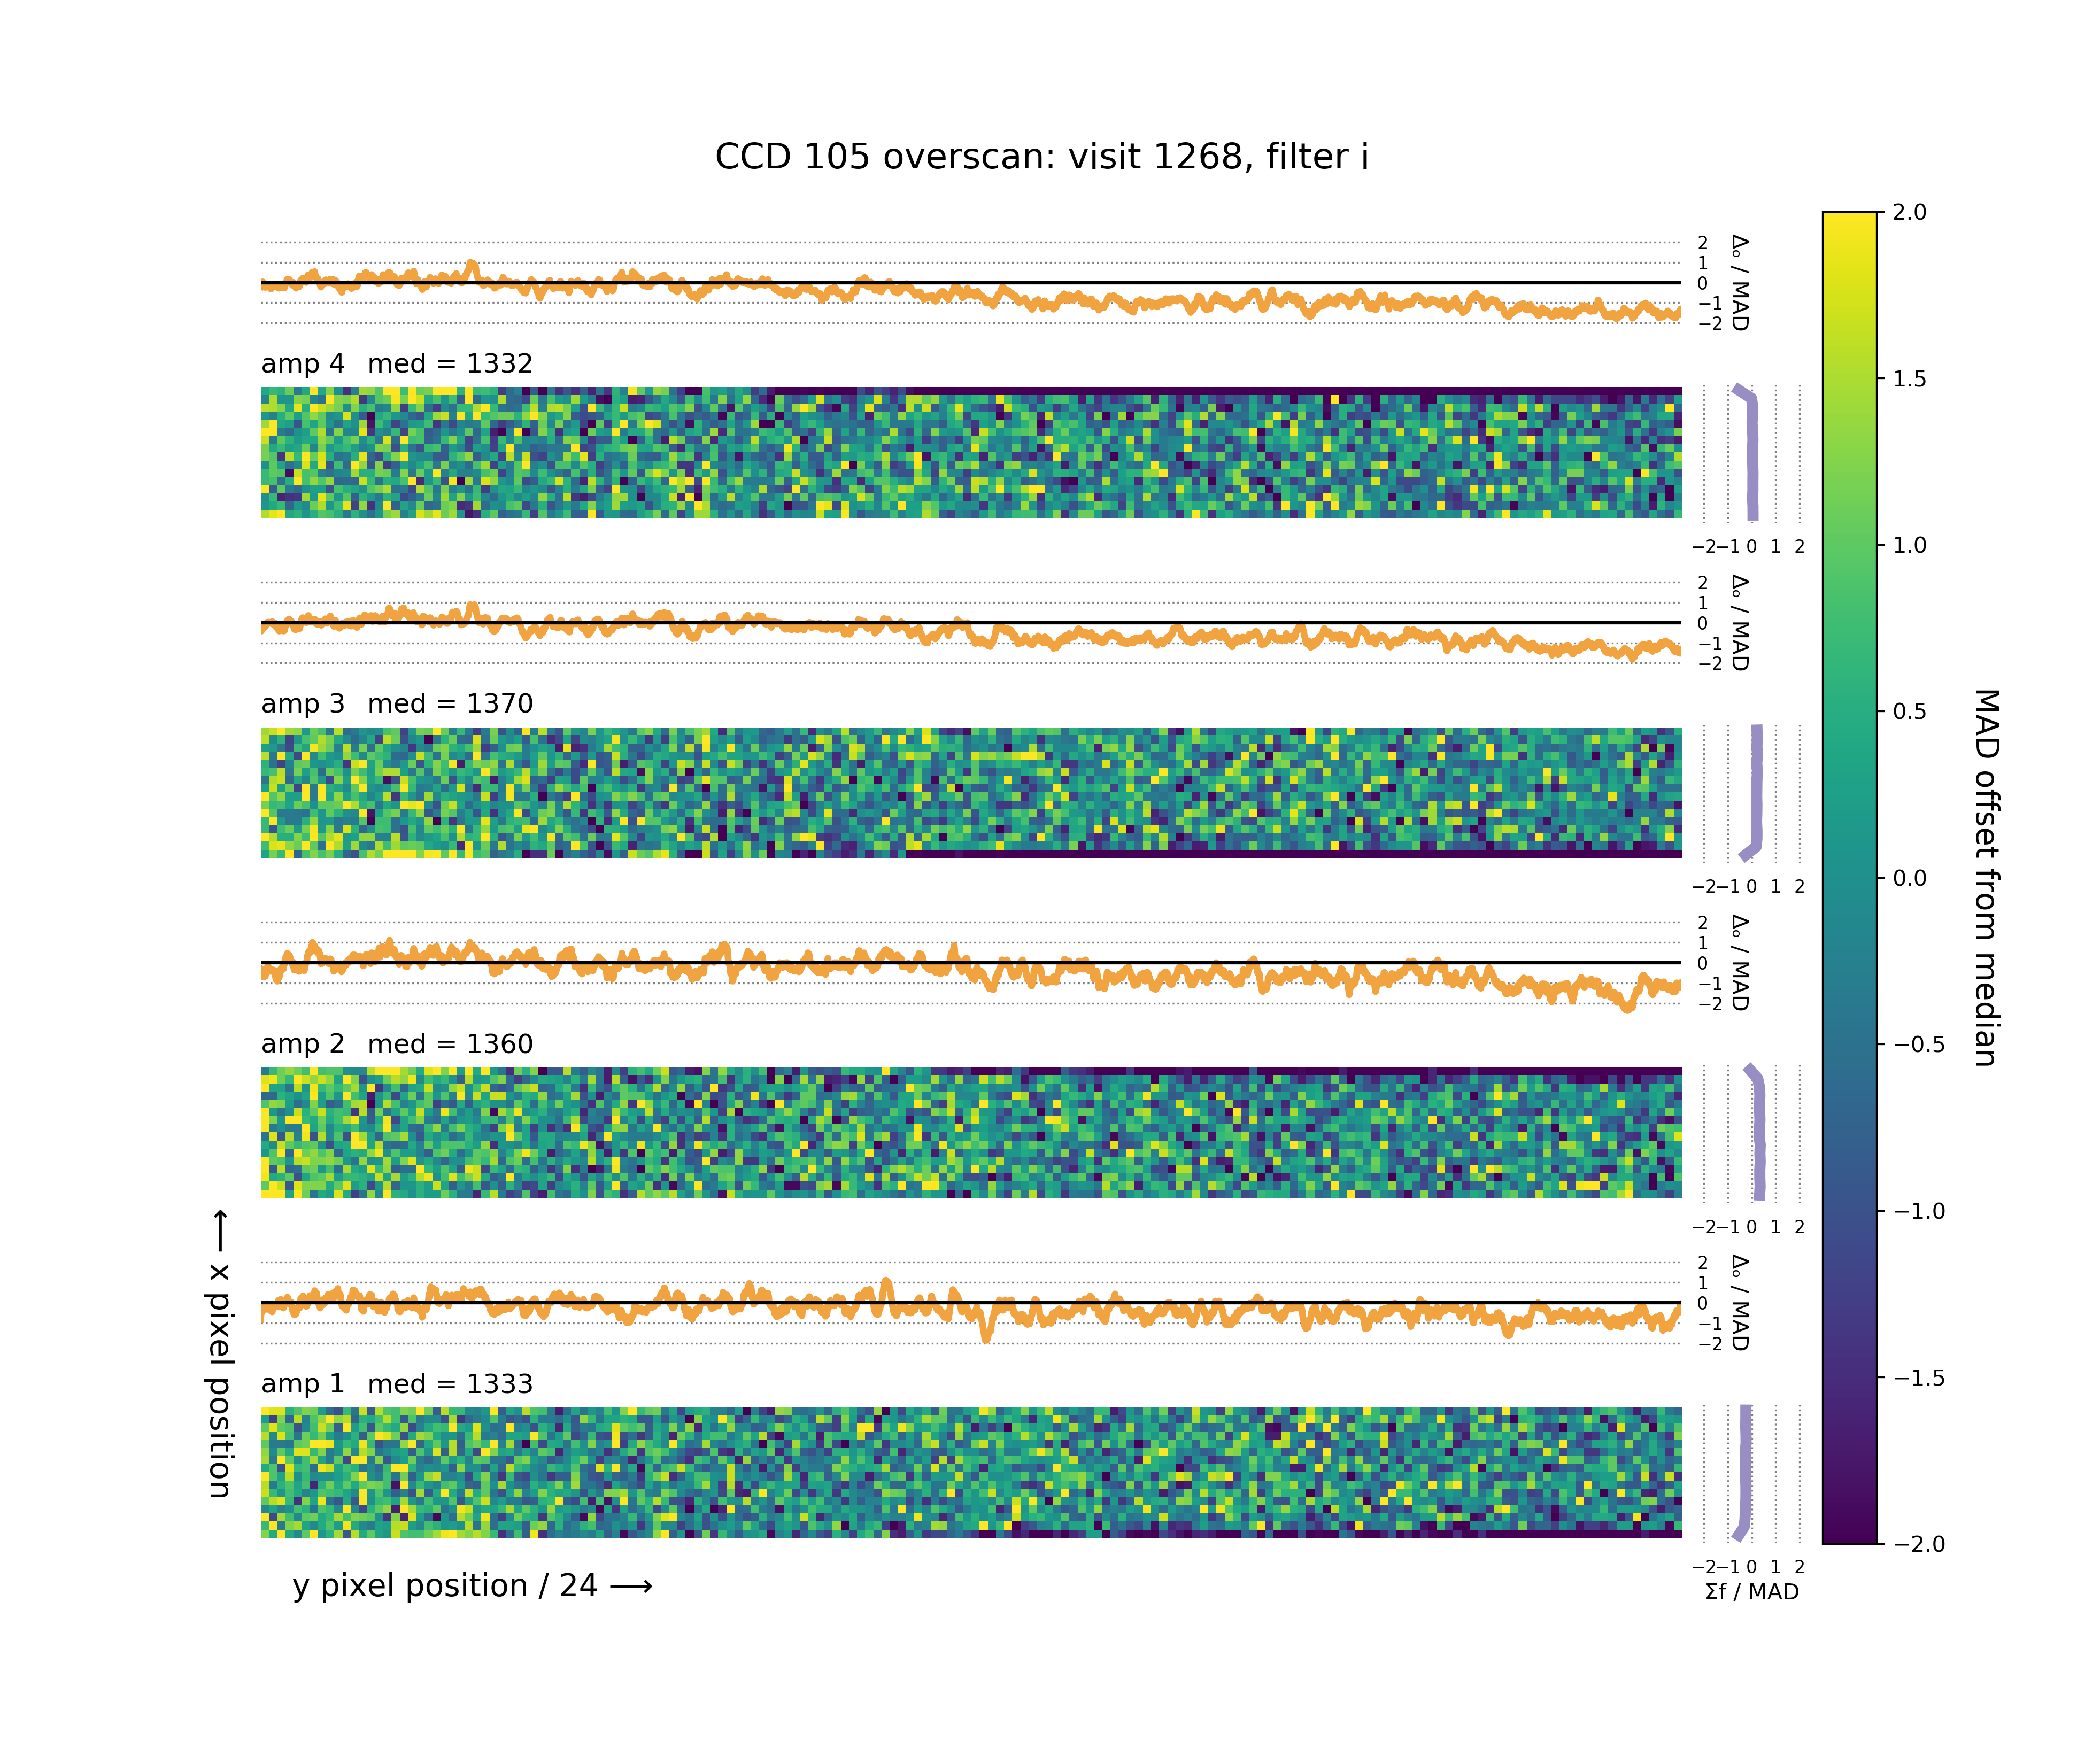 CCD 105 overscan: visit 1268, filter i
2
1
0
−1
−2
Δₒ / MAD
amp 4 med = 1332
−2 −1 0 1 2
2
1
0
−1
−2
Δₒ / MAD
amp 3 med = 1370
−2 −1 0 1 2
2
1
0
−1
−2
Δₒ / MAD
amp 2 med = 1360
−2 −1 0 1 2
2
1
0
−1
−2
Δₒ / MAD
amp 1 med = 1333
−2 −1 0 1 2
Σf / MAD
y pixel position / 24 ⟶
⟵ x pixel position
2.0
1.5
1.0
0.5
0.0
−0.5
−1.0
−1.5
−2.0
MAD offset from median